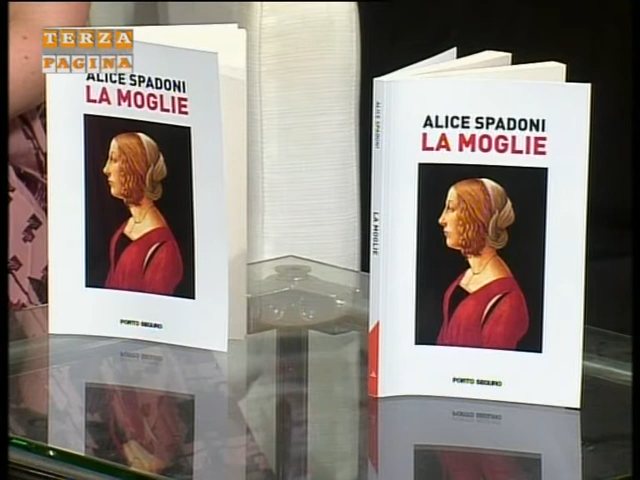 TERZA
PAGINA
ALICE SPADONI
LA MOGLIE
PORTO SEGURO
ALICE SPADONI
LA MOGLIE
ALICE SPADONI
LA MOGLIE
PORTO SEGURO